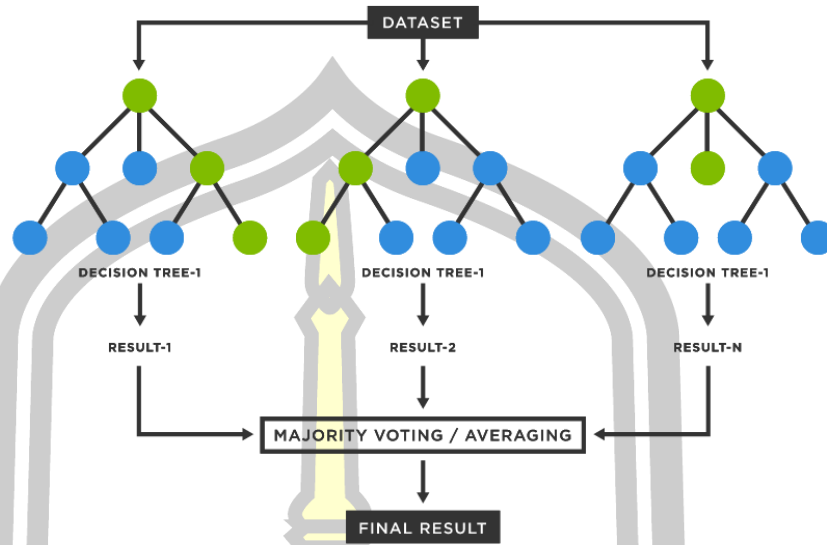 DATASET
DECISION TREE-1
DECISION TREE-1
DECISION TREE-1
RESULT-1
RESULT-2
RESULT-N
MAJORITY VOTING / AVERAGING
FINAL RESULT